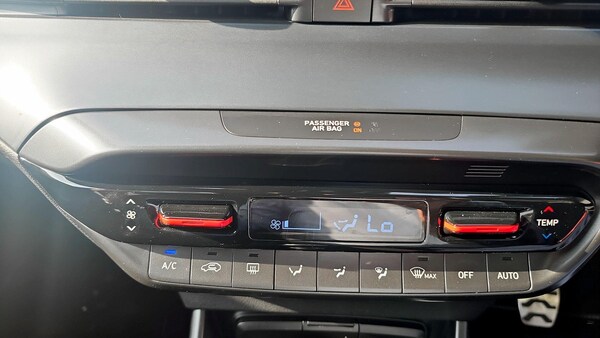 PASSENGER
AIR BAG ON
Lo
TEMP
A/C
MAX
OFF
AUTO